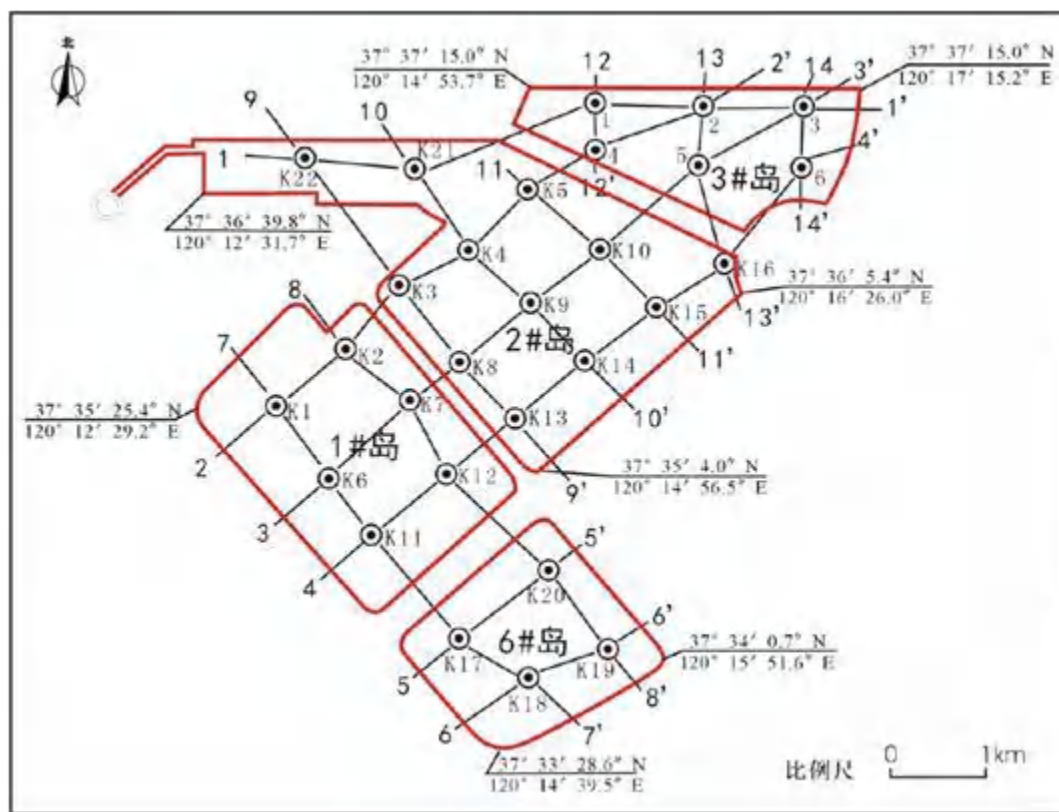 北
37° 37′ 15.0″ N
120° 14′ 53.7″ E
12
13
2'
14
3'
37° 37′ 15.0″ N
120° 17′ 15.2″ E
9
10
1
2
3
1'
1
K22
K21
4
5
4'
11
12'
3#岛
6
14'
K5
37° 36′ 39.8″ N
120° 12′ 31.7″ E
K4
K10
K16
37° 36′ 5.4″ N
120° 16′ 26.0″ E
K3
K9
K15
13'
8
2#岛
11'
7
K2
K8
K14
K1
K7
K13
10'
37° 35′ 25.4″ N
120° 12′ 29.2″ E
1#岛
2
K6
K12
9'
37° 35′ 4.0″ N
120° 14′ 56.5″ E
3
K11
4
5'
K20
6'
6#岛
37° 34′ 0.7″ N
120° 15′ 51.6″ E
K17
K19
5
K18
8'
6
7'
37° 33′ 28.6″ N
120° 14′ 39.5″ E
0
1km
比例尺